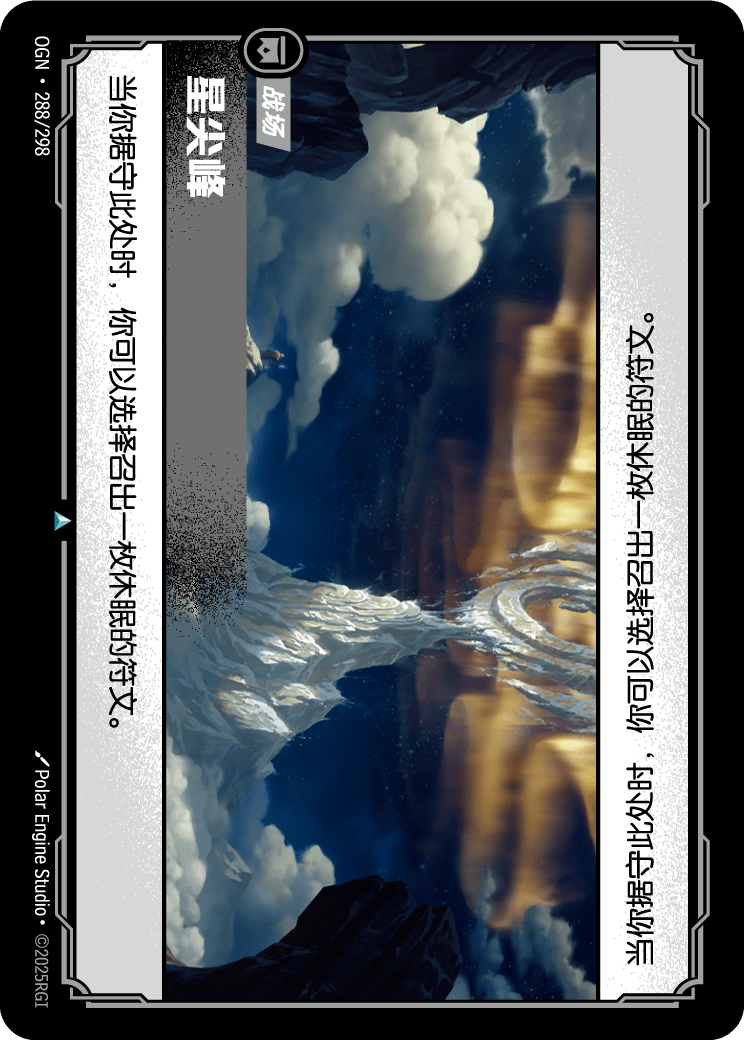 当你据守此处时，你可以选择召出一枚休眠的符文。
战场
星尖峰
当你据守此处时，你可以选择召出一枚休眠的符文。
OGN • 288/298
Polar Engine Studio • ©2025RGI